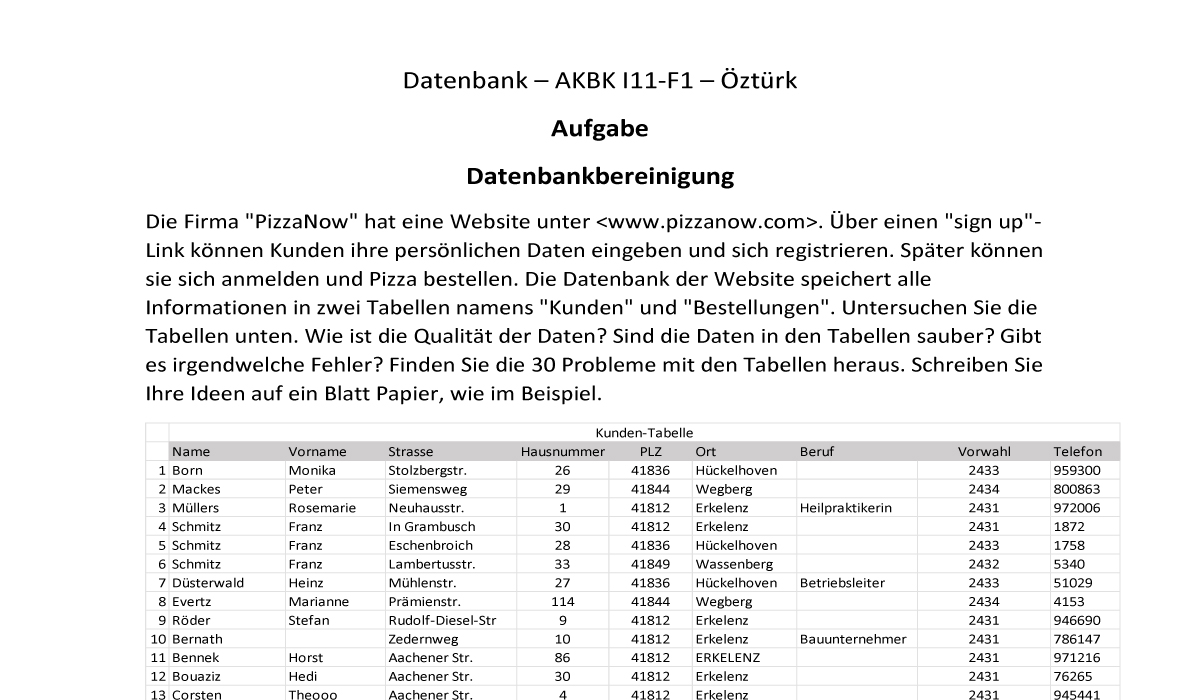 Datenbank – AKBK I11-F1 – Öztürk
Aufgabe
Datenbankbereinigung
Die Firma "PizzaNow" hat eine Website unter <www.pizzanow.com>. Über einen "sign up"-
Link können Kunden ihre persönlichen Daten eingeben und sich registrieren. Später können
sie sich anmelden und Pizza bestellen. Die Datenbank der Website speichert alle
Informationen in zwei Tabellen namens "Kunden" und "Bestellungen". Untersuchen Sie die
Tabellen unten. Wie ist die Qualität der Daten? Sind die Daten in den Tabellen sauber? Gibt
es irgendwelche Fehler? Finden Sie die 30 Probleme mit den Tabellen heraus. Schreiben Sie
Ihre Ideen auf ein Blatt Papier, wie im Beispiel.
Kunden-Tabelle
Name Vorname Strasse Hausnummer PLZ Ort Beruf Vorwahl Telefon
1 Born Monika Stolzbergstr. 26 41836 Hückelhoven 2433 959300
2 Mackes Peter Siemensweg 29 41844 Wegberg 2434 800863
3 Müllers Rosemarie Neuhausstr. 1 41812 Erkelenz Heilpraktikerin 2431 972006
4 Schmitz Franz In Grambusch 30 41812 Erkelenz 2431 1872
5 Schmitz Franz Eschenbroich 28 41836 Hückelhoven 2433 1758
6 Schmitz Franz Lambertusstr. 33 41849 Wassenberg 2432 5340
7 Düsterwald Heinz Mühlenstr. 27 41836 Hückelhoven Betriebsleiter 2433 51029
8 Evertz Marianne Prämienstr. 114 41844 Wegberg 2434 4153
9 Röder Stefan Rudolf-Diesel-Str 9 41812 Erkelenz 2431 946690
10 Bernath Zedernweg 10 41812 Erkelenz Bauunternehmer 2431 786147
11 Bennek Horst Aachener Str. 86 41812 ERKELENZ 2431 971216
12 Bouaziz Hedi Aachener Str. 30 41812 Erkelenz 2431 76265
13 Corsten Theooo Aachener Str. 4 41812 Erkelenz 2431 945441